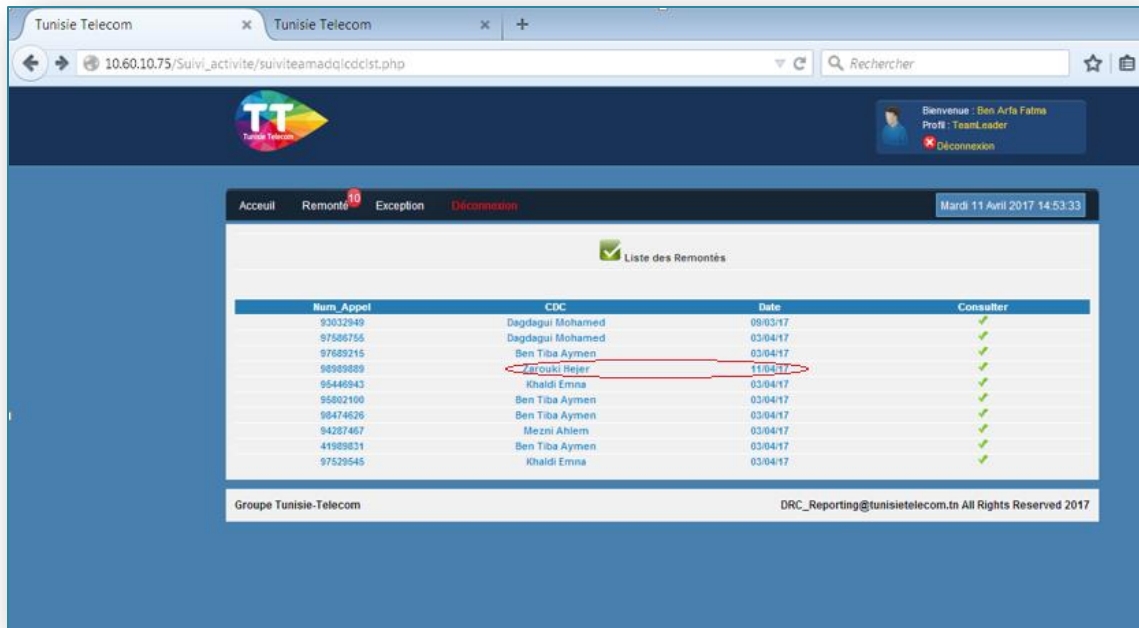 Tunisie Telecom Tunisie Telecom
10.60.10.75/Suivi_activite/suiviteamadqlcdclst.php Rechercher
TT
Tunisie Telecom
Bienvenue : Ben Arfa Fatma
Profil : TeamLeader
Déconnexion
Acceuil Remonté 10 Exception Déconnexion Mardi 11 Avril 2017 14:53:33
Liste des Remontés
Num_Appel CDC Date Consulter
93032949 Dagdagui Mohamed 09/03/17
97586755 Dagdagui Mohamed 03/04/17
97689215 Ben Tiba Aymen 03/04/17
98989889 Zarouki Hejer 11/04/17
95446943 Khaldi Emna 03/04/17
95802100 Ben Tiba Aymen 03/04/17
98474626 Ben Tiba Aymen 03/04/17
94287467 Mezni Ahlem 03/04/17
41989831 Ben Tiba Aymen 03/04/17
97529545 Khaldi Emna 03/04/17
Groupe Tunisie-Telecom DRC_Reporting@tunisietelecom.tn All Rights Reserved 2017